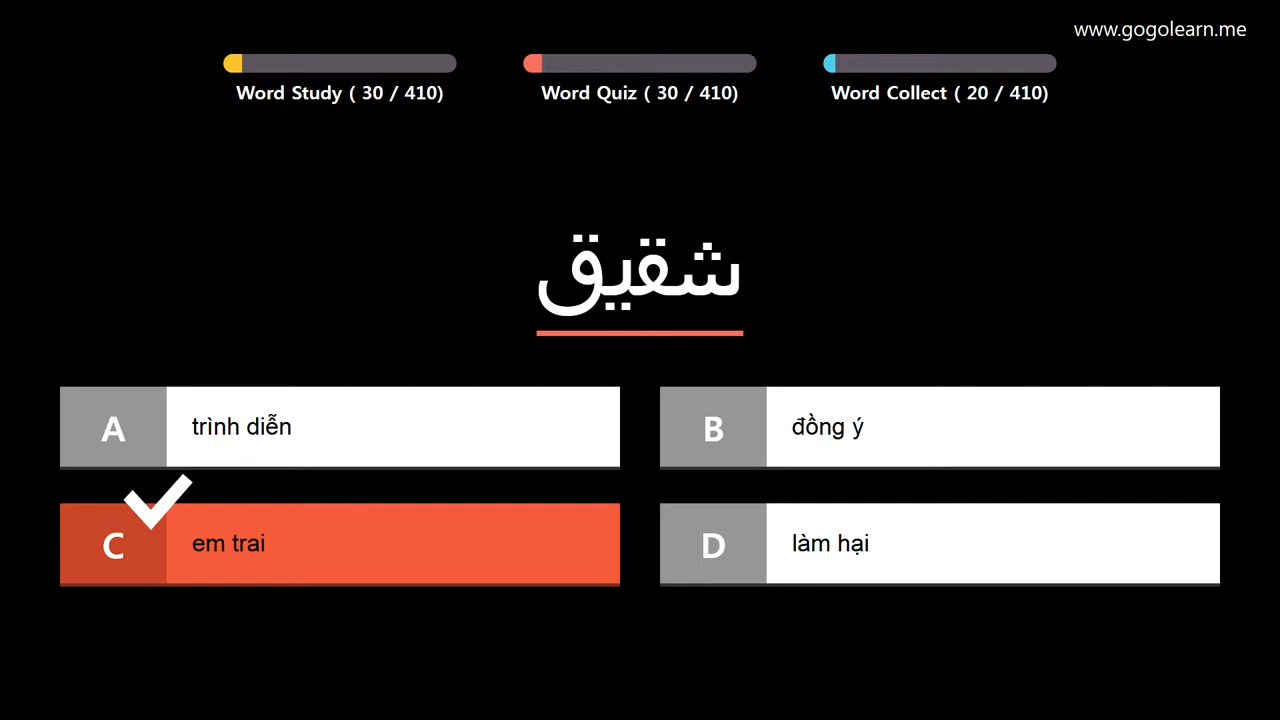 www.gogolearn.me
Word Study ( 30 / 410)
Word Quiz ( 30 / 410)
Word Collect ( 20 / 410)
شقيق
A trình diễn
B đồng ý
C em trai
D làm hại